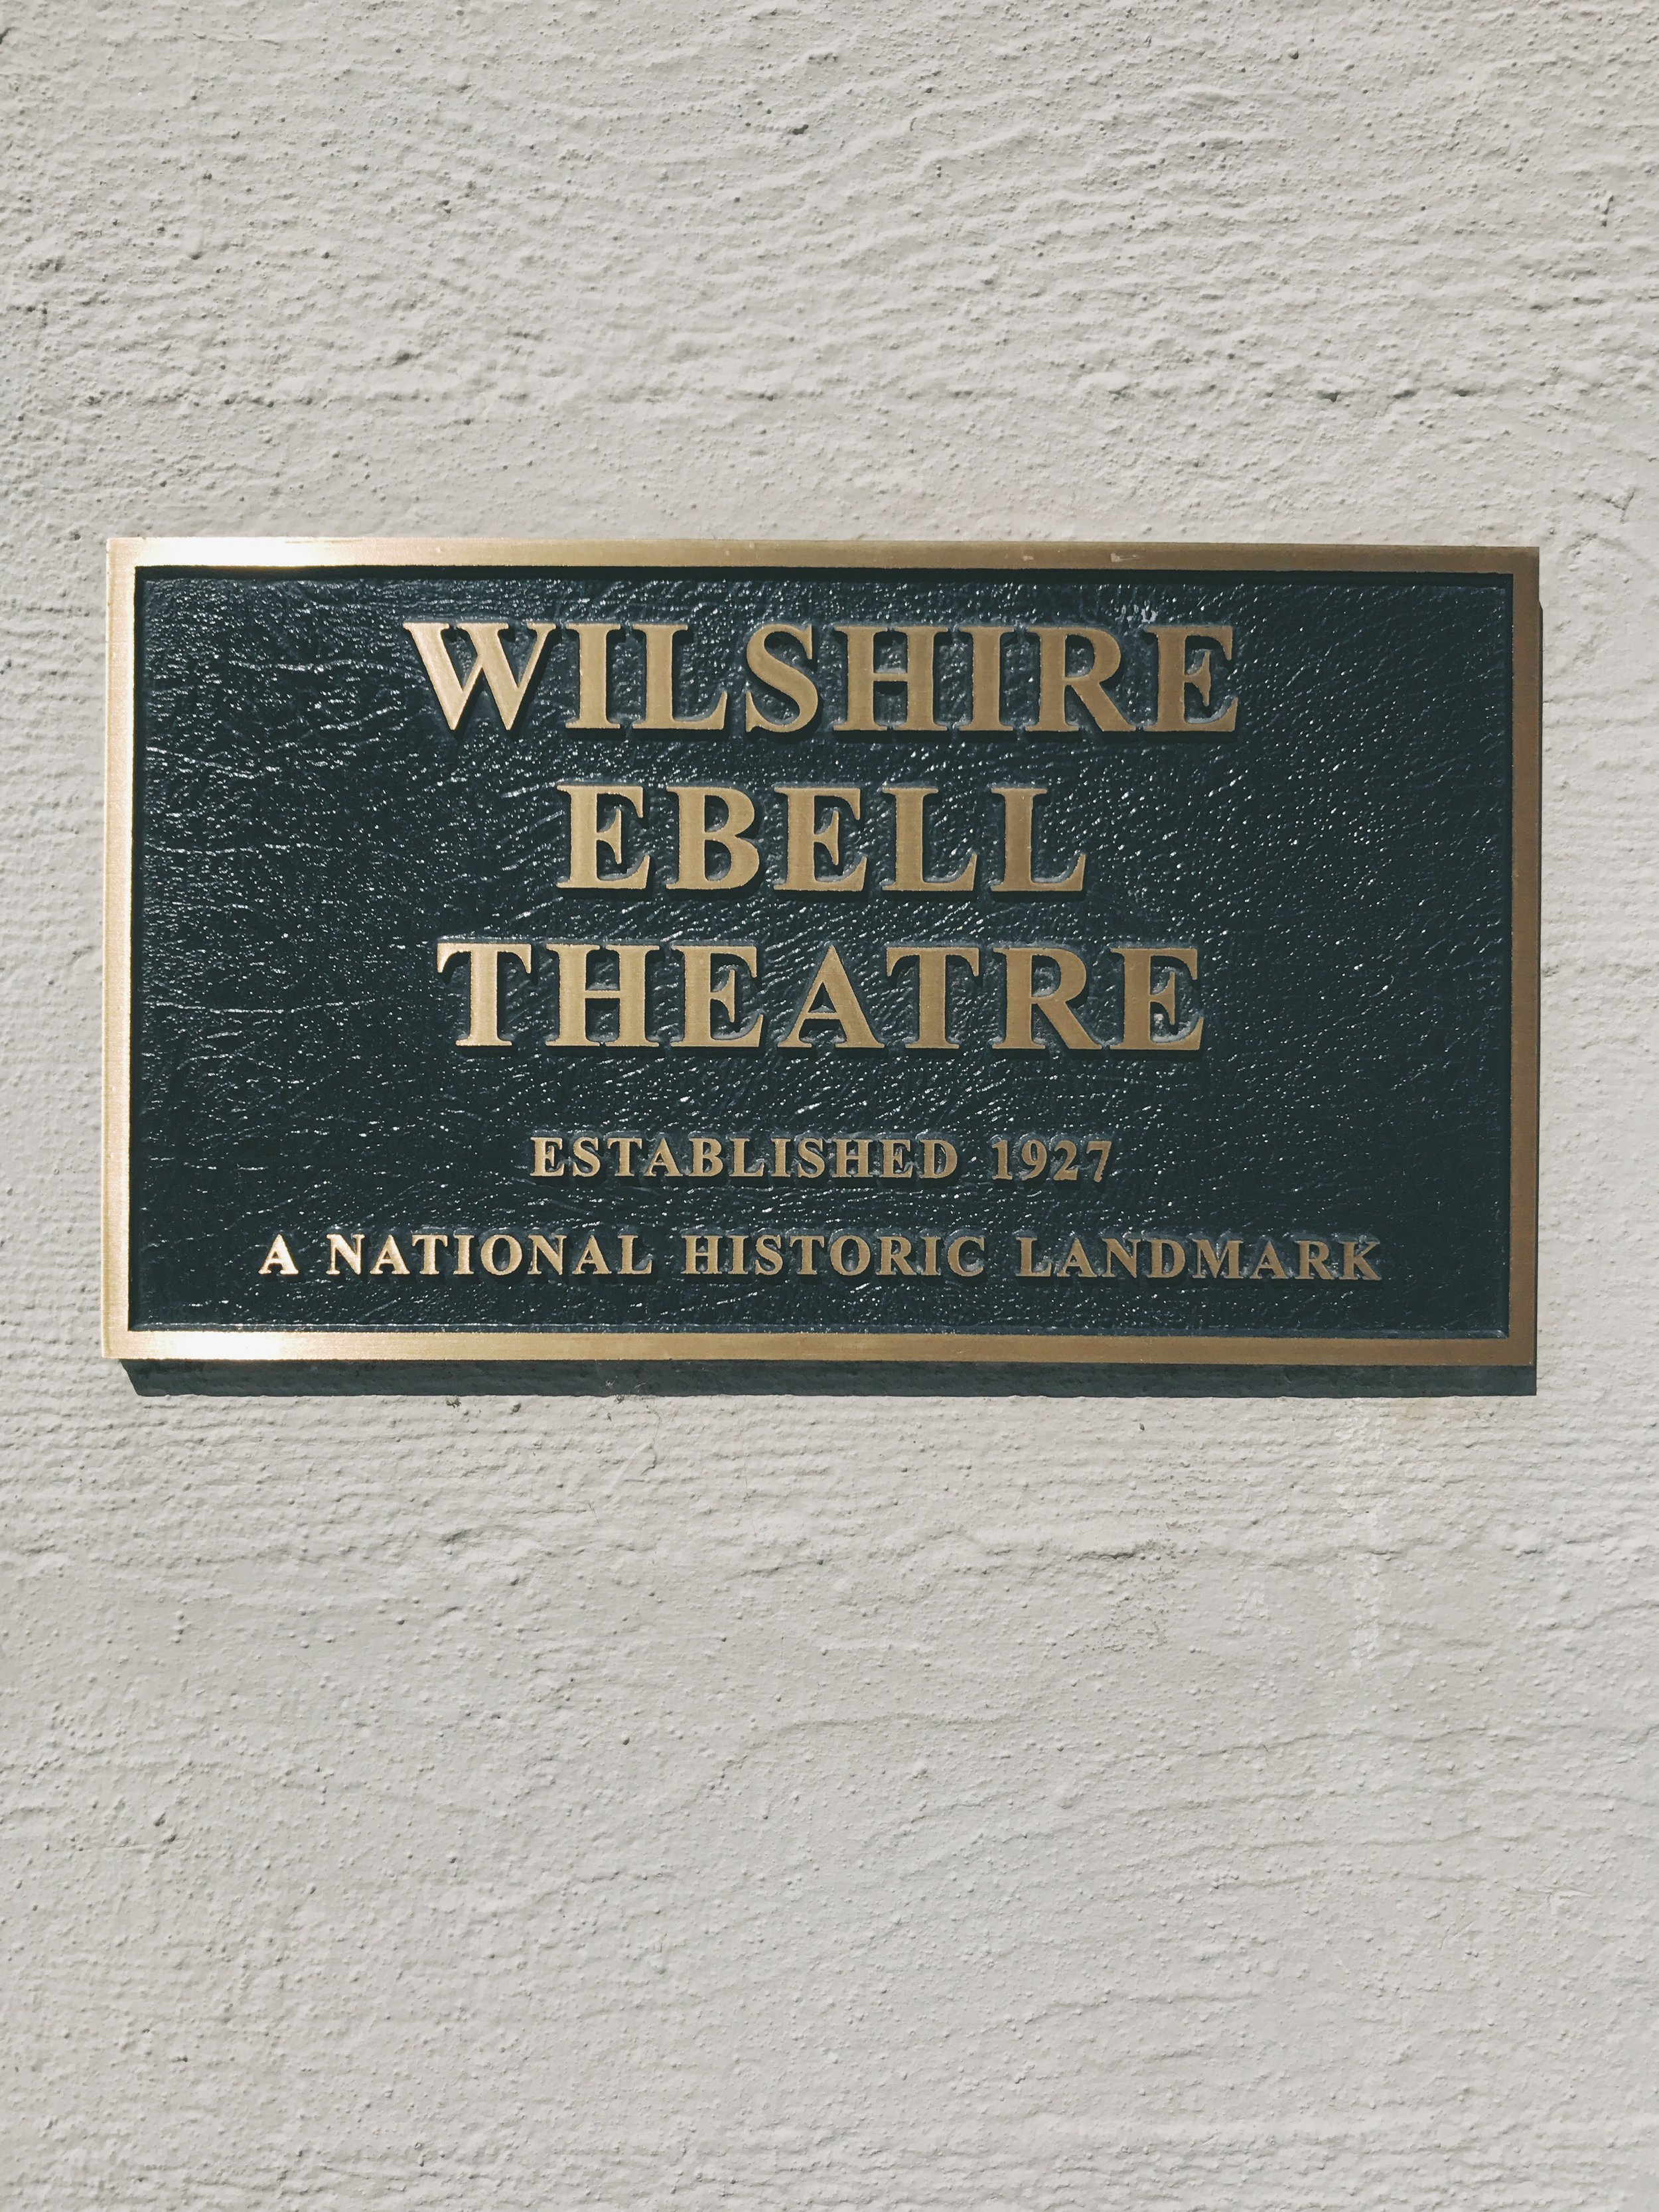 WILSHIRE
EBELL
THEATRE
ESTABLISHED 1927
A NATIONAL HISTORIC LANDMARK